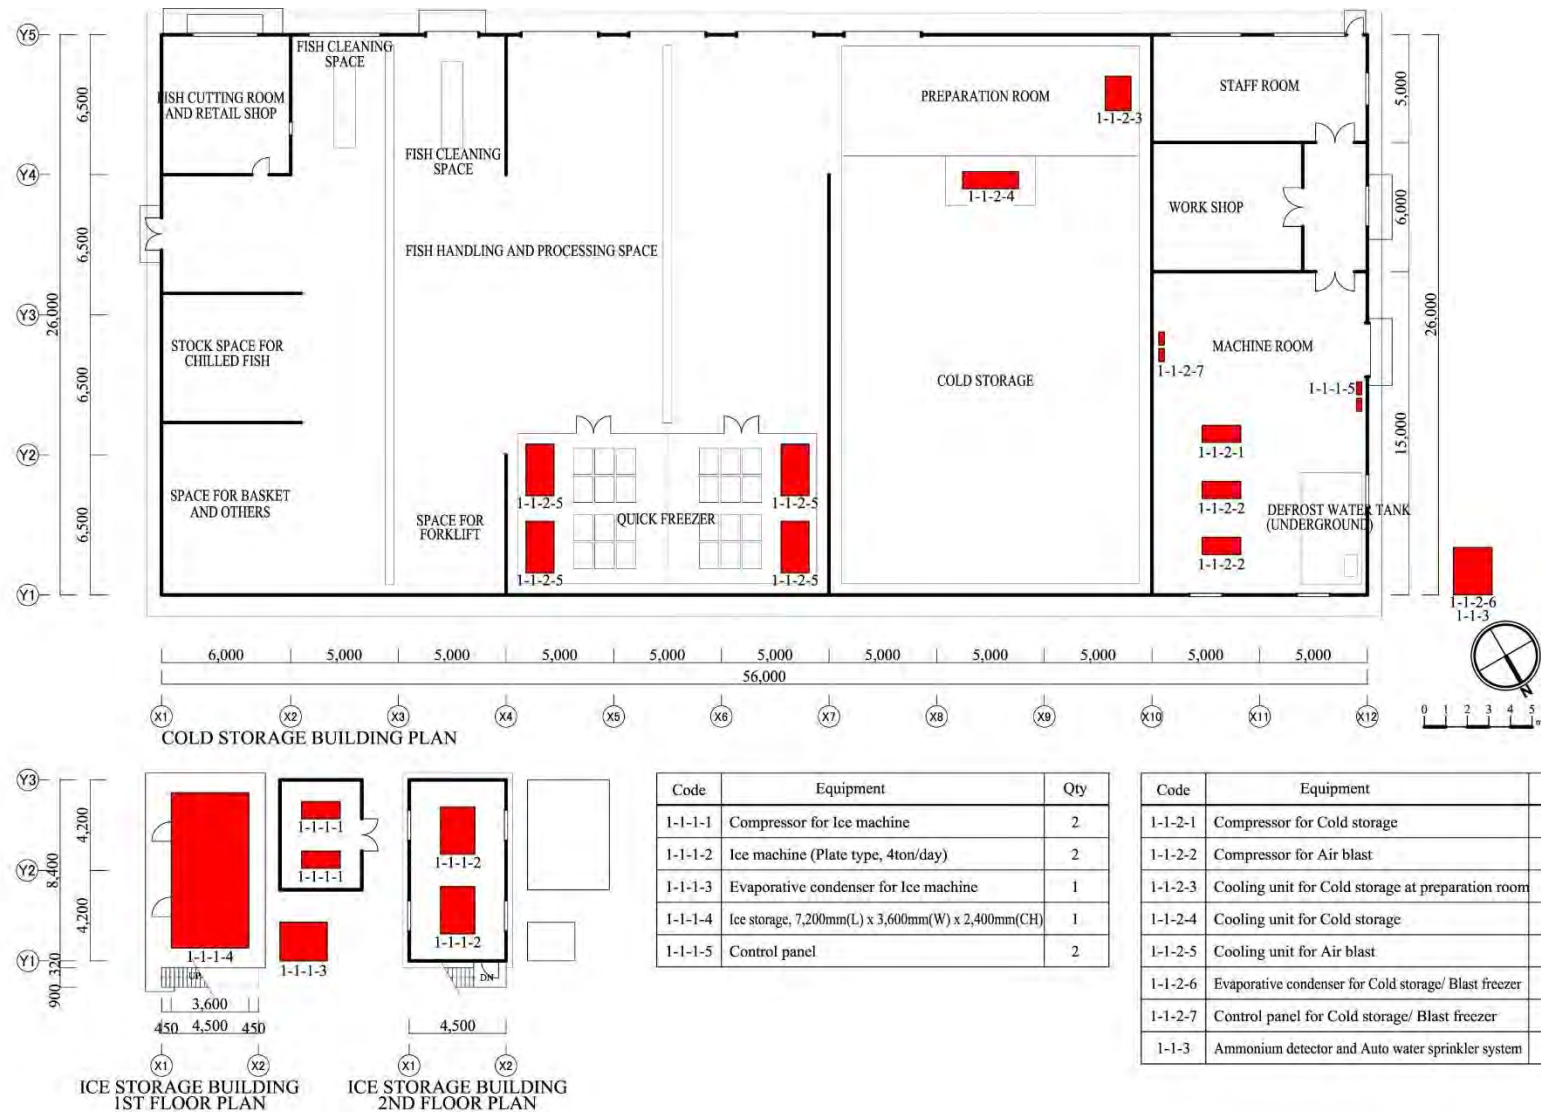 Y5
Y4
Y3
Y2
Y1
6,500
6,500
6,500
6,500
26,000
FISH CLEANING
SPACE
FISH CUTTING ROOM
AND RETAIL SHOP
FISH CLEANING
SPACE
FISH HANDLING AND PROCESSING SPACE
STOCK SPACE FOR
CHILLED FISH
SPACE FOR BASKET
AND OTHERS
SPACE FOR
FORKLIFT
1-1-2-5
1-1-2-5
QUICK FREEZER
1-1-2-5
1-1-2-5
PREPARATION ROOM
1-1-2-3
1-1-2-4
COLD STORAGE
STAFF ROOM
WORK SHOP
MACHINE ROOM
1-1-2-7
1-1-1-5
1-1-2-1
1-1-2-2
1-1-2-2
DEFROST WATER TANK
(UNDERGROUND)
5,000
6,000
15,000
26,000
1-1-2-6
1-1-3
N
0 1 2 3 4 5
m
6,000 5,000 5,000 5,000 5,000 5,000 5,000 5,000 5,000 5,000 5,000
56,000
X1 X2 X3 X4 X5 X6 X7 X8 X9 X10 X11 X12
COLD STORAGE BUILDING PLAN
Y3
Y2
Y1
4,200
4,200
8,400
320
900
1-1-1-1
1-1-1-1
1-1-1-4
1-1-1-3
UP
3,600
450 4,500 450
X1 X2
ICE STORAGE BUILDING
1ST FLOOR PLAN
1-1-1-2
1-1-1-2
DN
4,500
X1 X2
ICE STORAGE BUILDING
2ND FLOOR PLAN
Code Equipment Qty
1-1-1-1 Compressor for Ice machine 2
1-1-1-2 Ice machine (Plate type, 4ton/day) 2
1-1-1-3 Evaporative condenser for Ice machine 1
1-1-1-4 Ice storage, 7,200mm(L) x 3,600mm(W) x 2,400mm(CH) 1
1-1-1-5 Control panel 2
Code Equipment
1-1-2-1 Compressor for Cold storage
1-1-2-2 Compressor for Air blast
1-1-2-3 Cooling unit for Cold storage at preparation room
1-1-2-4 Cooling unit for Cold storage
1-1-2-5 Cooling unit for Air blast
1-1-2-6 Evaporative condenser for Cold storage/ Blast freezer
1-1-2-7 Control panel for Cold storage/ Blast freezer
1-1-3 Ammonium detector and Auto water sprinkler system